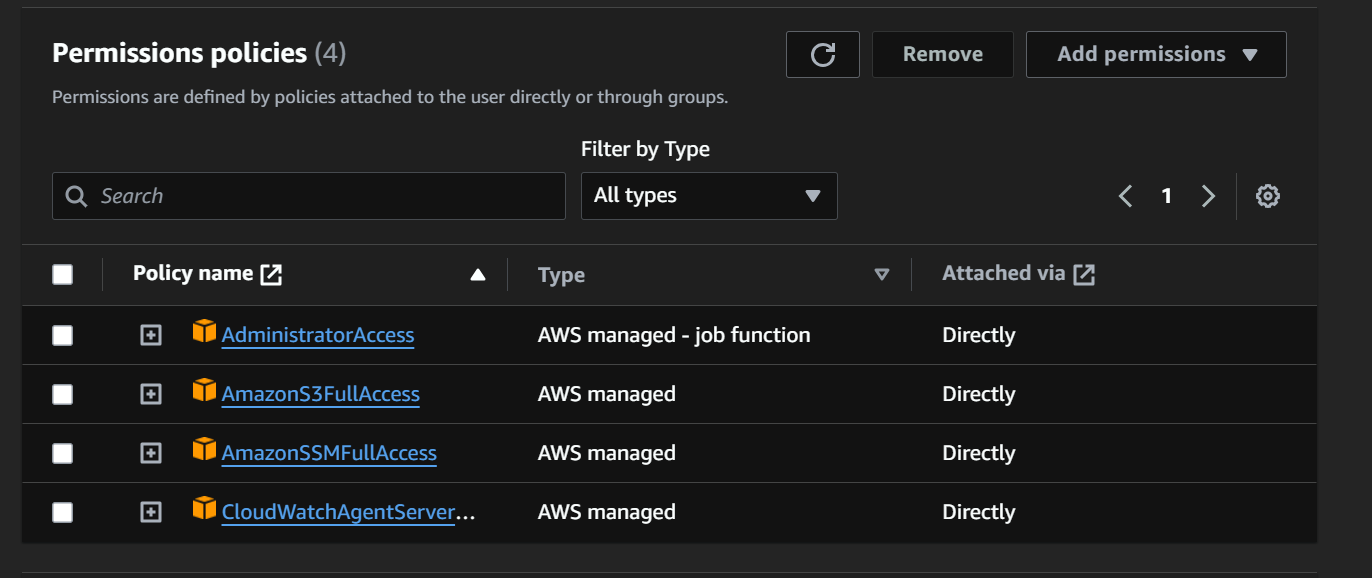 Permissions policies (4)
Remove
Add permissions
Permissions are defined by policies attached to the user directly or through groups.
Filter by Type
Search
All types
1
Policy name
Type
Attached via
AdministratorAccess
AWS managed - job function
Directly
AmazonS3FullAccess
AWS managed
Directly
AmazonSSMFullAccess
AWS managed
Directly
CloudWatchAgentServer...
AWS managed
Directly